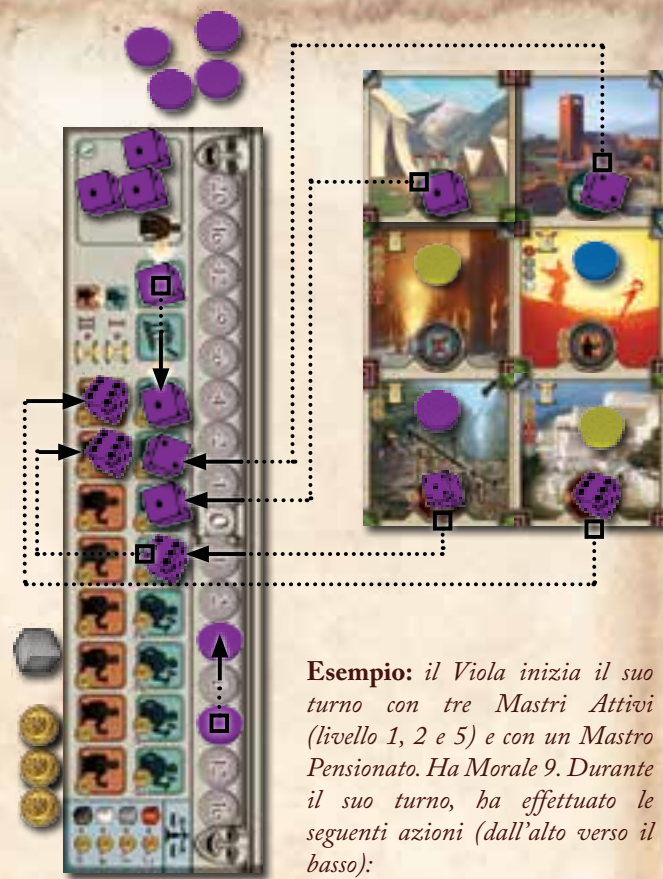 Esempio: il Viola inizia il suo
turno con tre Mastri Attivi
(livello 1, 2 e 5) e con un Mastro
Pensionato. Ha Morale 9. Durante
il suo turno, ha effettuato le
seguenti azioni (dall'alto verso il
basso):